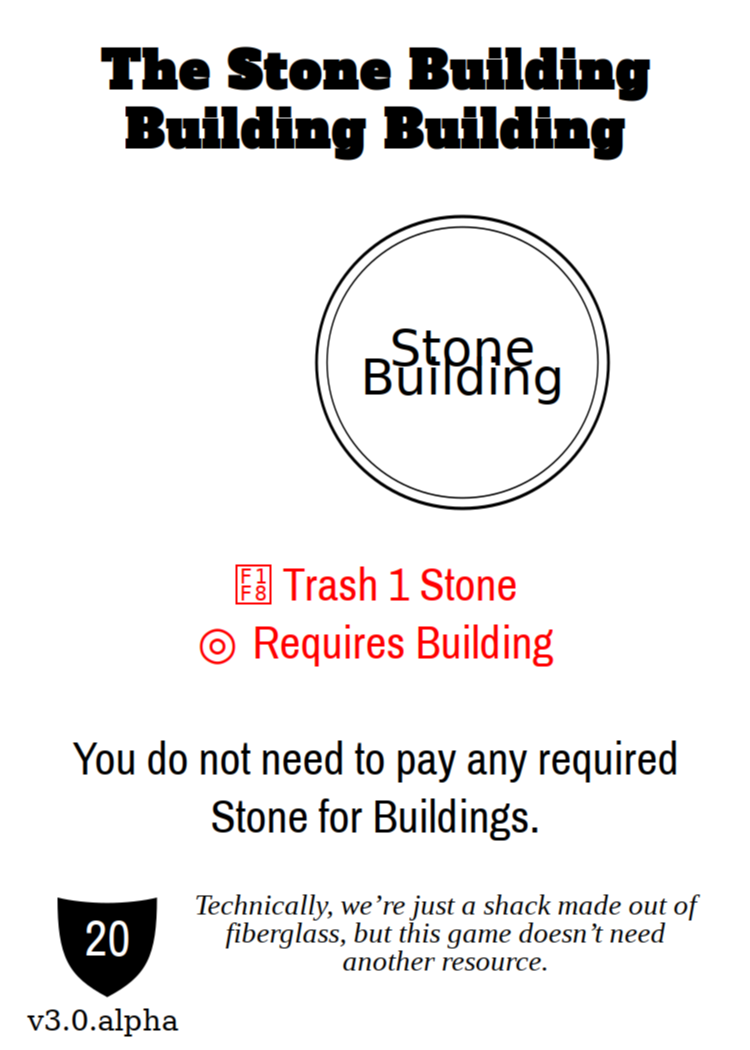 The Stone Building
Building Building
Stone
Building
F1
F8 Trash 1 Stone
◎ Requires Building
You do not need to pay any required
Stone for Buildings.
20
Technically, we’re just a shack made out of
fiberglass, but this game doesn’t need
another resource.
v3.0.alpha